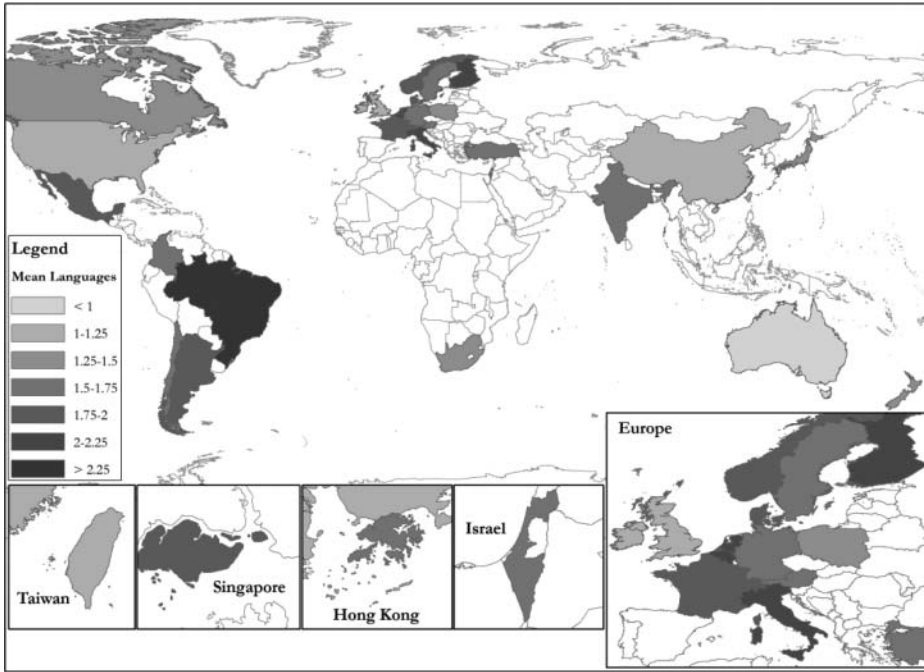 Legend
Mean Languages
< 1
1-1.25
1.25-1.5
1.5-1.75
1.75-2
2-2.25
> 2.25
Europe
Taiwan
Singapore
Hong Kong
Israel